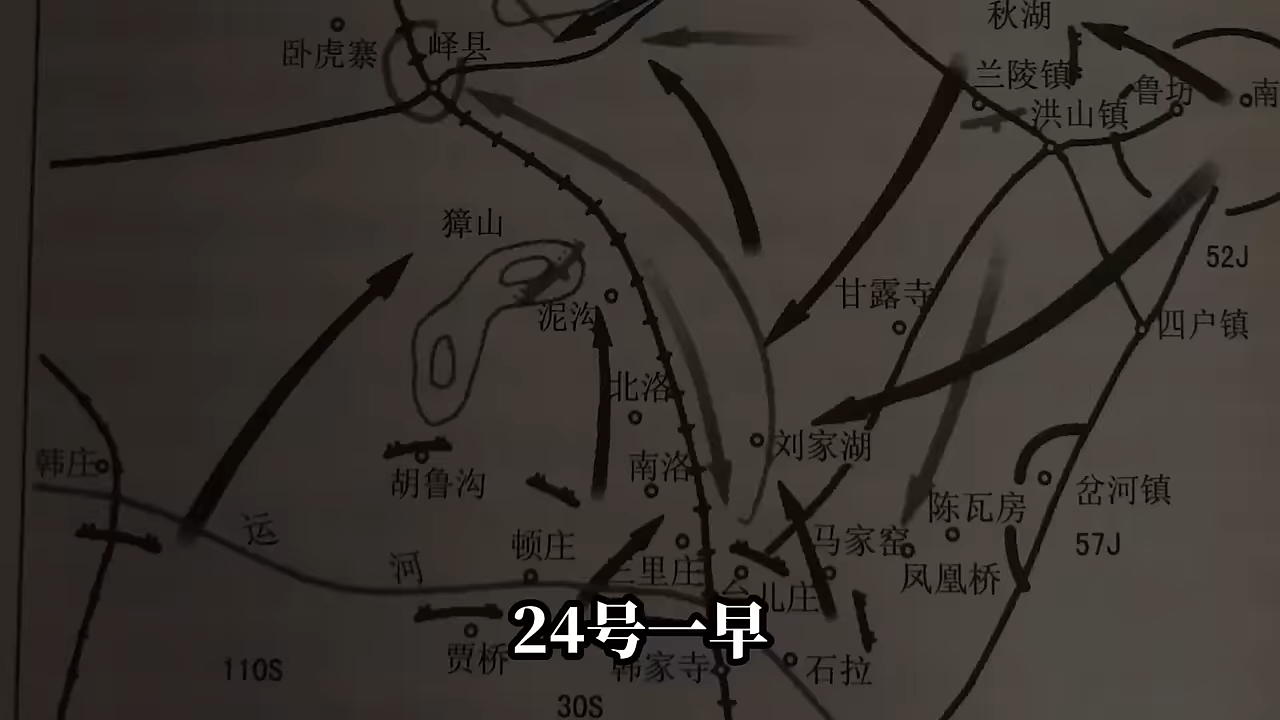 秋湖
卧虎寨
峄县
兰陵镇
鲁坊
南
洪山镇
獐山
52J
甘露寺
泥沟
四户镇
北洛
刘家湖
韩庄
南洛
胡鲁沟
岔河镇
陈瓦房
运
河
顿庄
马家窑
57J
三里庄
凤凰桥
台儿庄
24号一早
贾桥
韩家寺
石拉
110S
30S